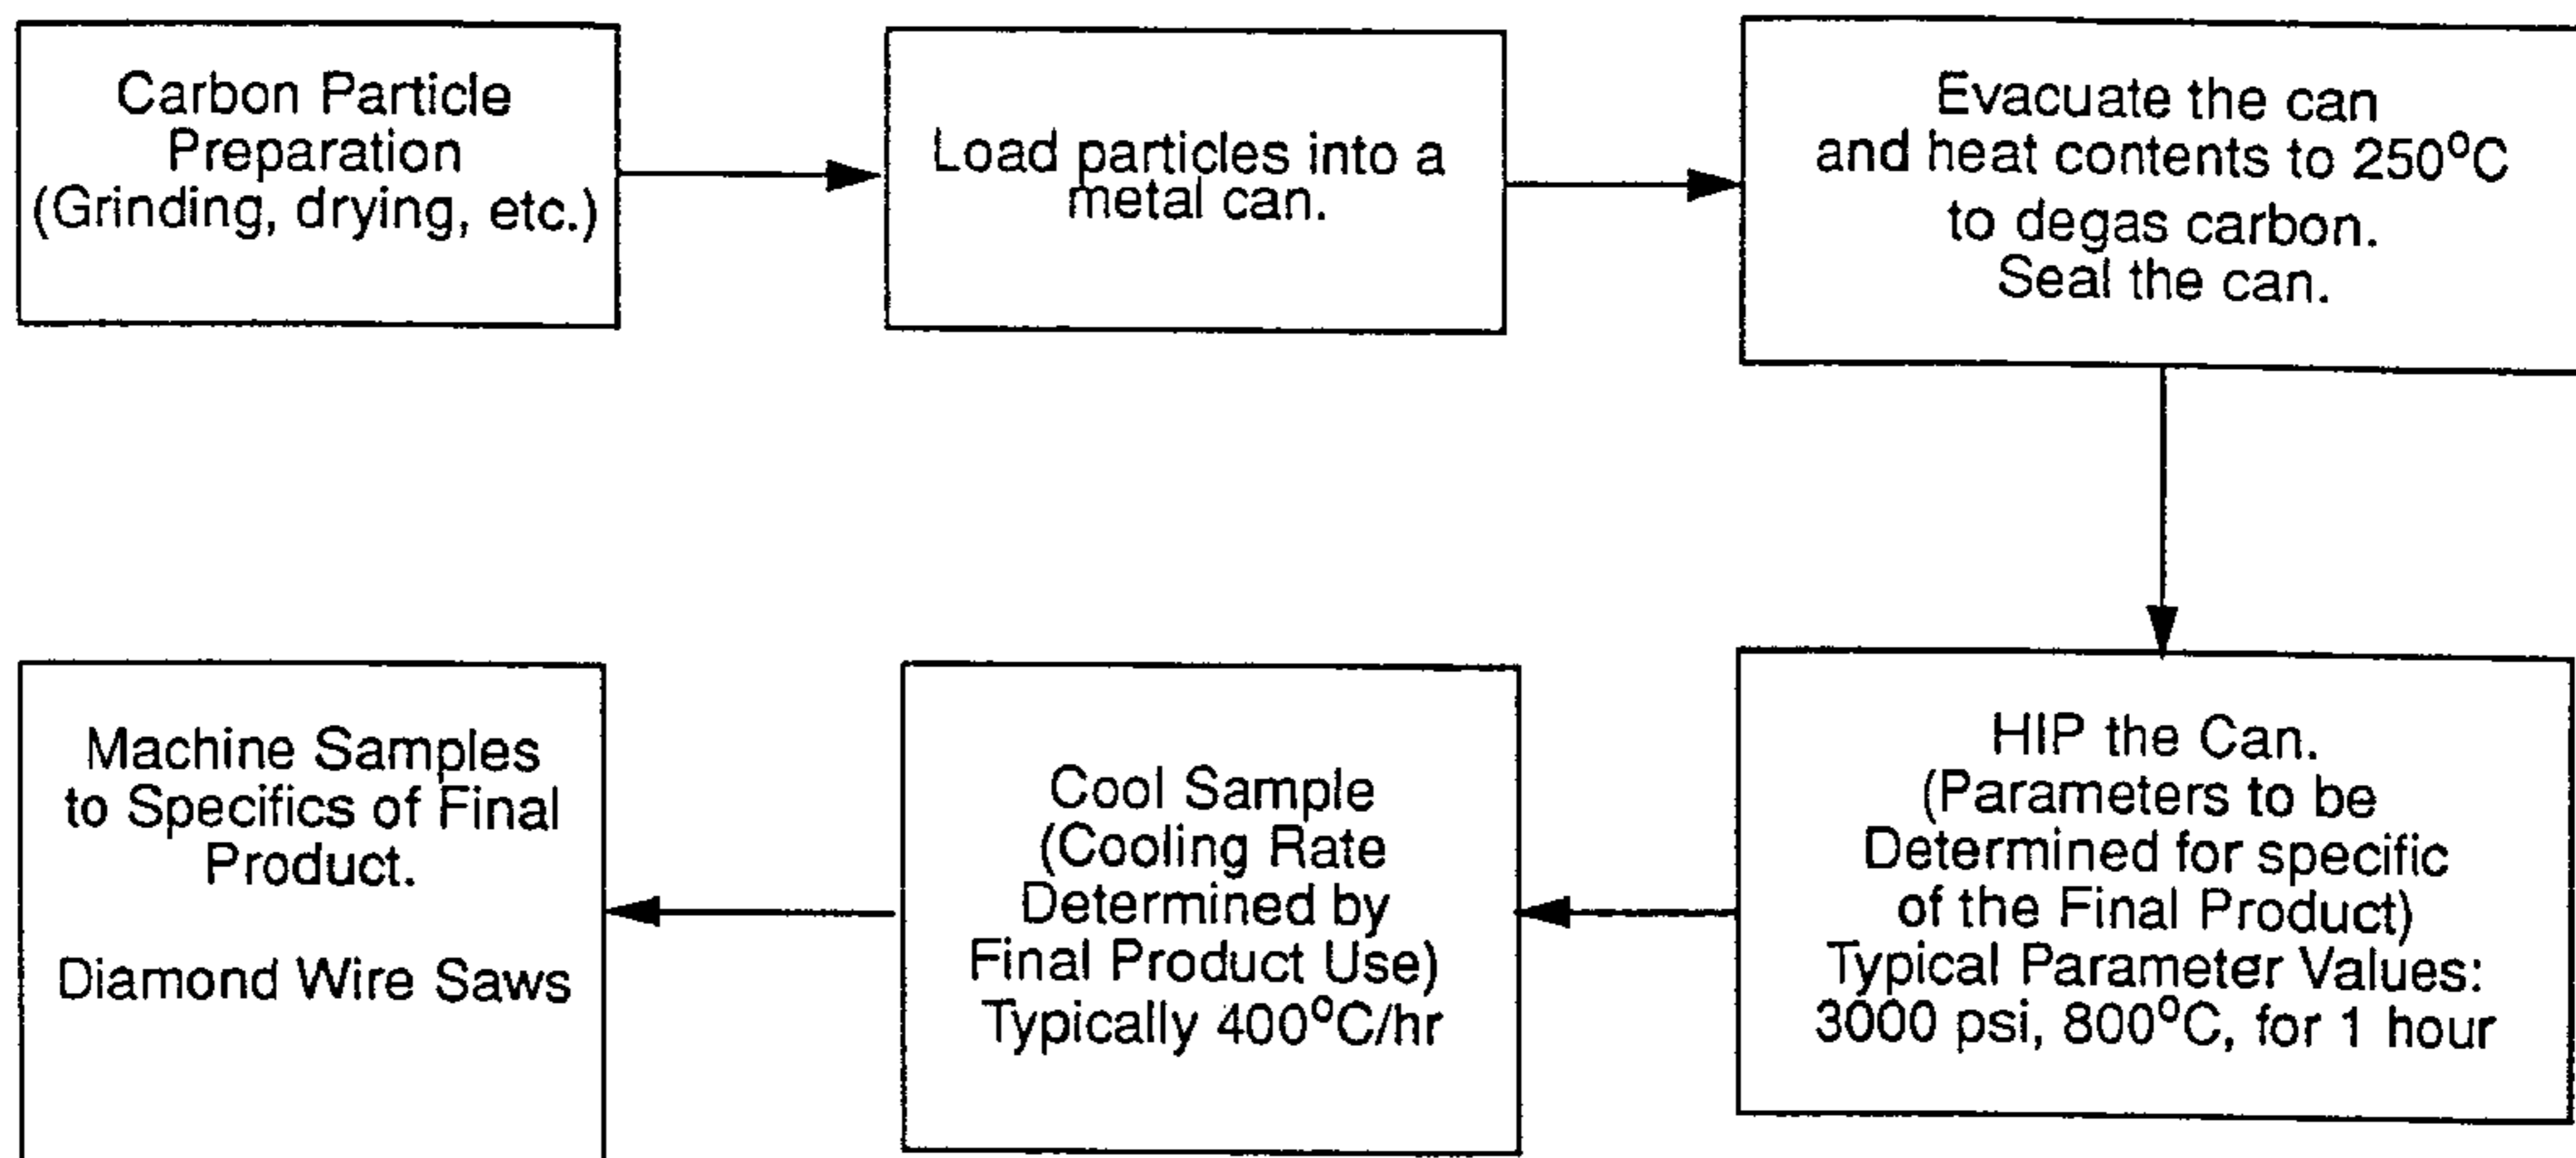 Carbon Particle
Preparation
(Grinding, drying, etc.)
Load particles into a
metal can.
Evacuate the can
and heat contents to 250ºC
to degas carbon.
Seal the can.
HIP the Can.
(Parameters to be
Determined for specific
of the Final Product)
Typical Parameter Values:
3000 psi, 800ºC, for 1 hour
Cool Sample
(Cooling Rate
Determined by
Final Product Use)
Typically 400ºC/hr
Machine Samples
to Specifics of Final
Product.
Diamond Wire Saws